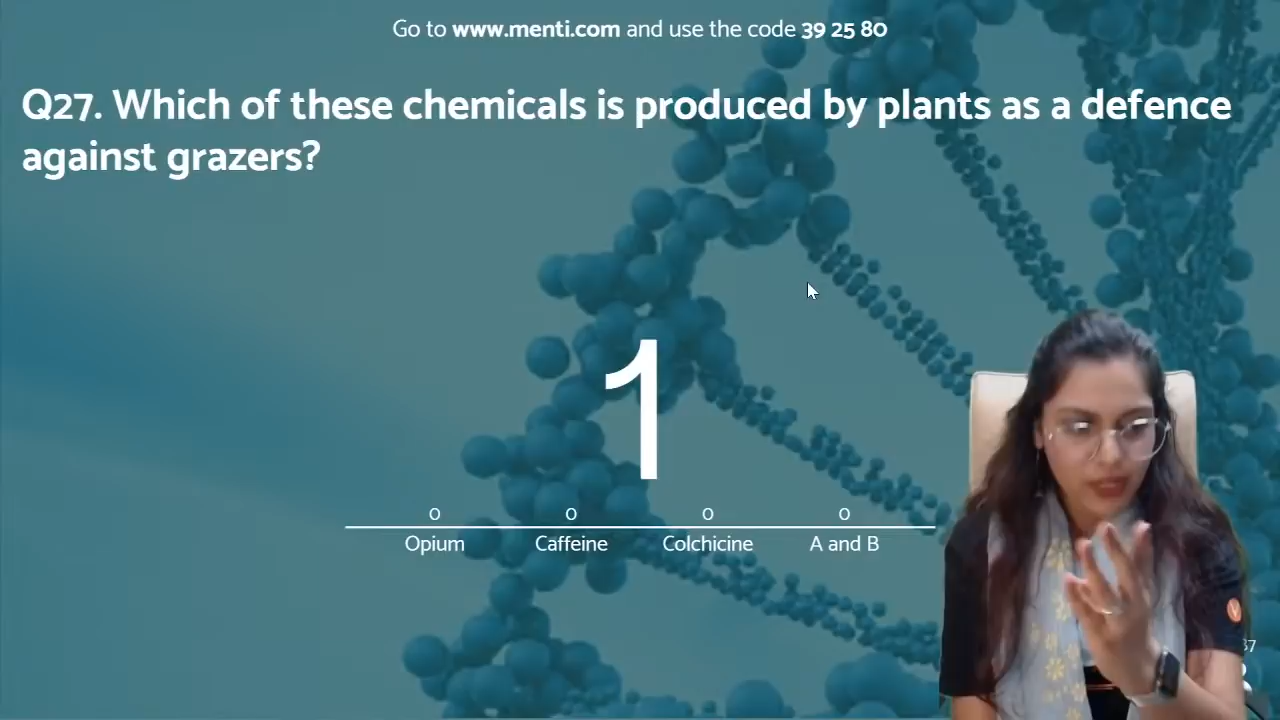 Go to www.menti.com and use the code 39 25 80
Q27. Which of these chemicals is produced by plants as a defence
against grazers?
1
0 0 0 0
Opium Caffeine Colchicine A and B
37